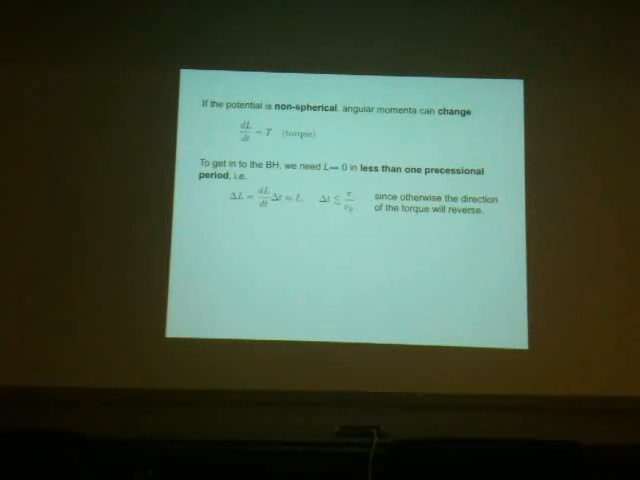 If the potential is non-spherical, angular momenta can change
dL/dt = T (torque)
To get in to the BH, we need L≈ 0 in less than one precessional
period, i.e.
ΔL = dL/dt Δt ≈ L Δt ≲ π/ν
since otherwise the direction
of the torque will reverse.